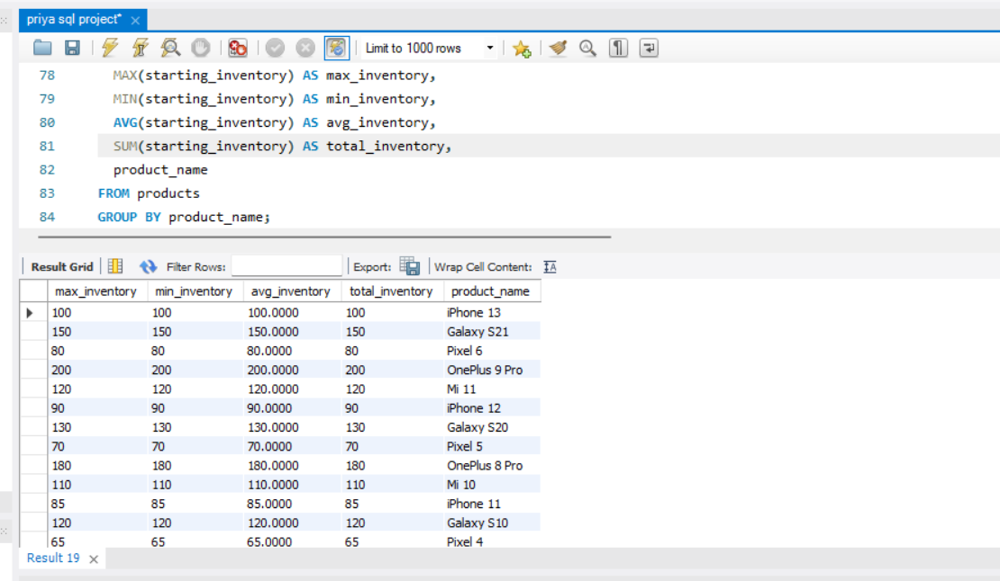 priya sql project*
Limit to 1000 rows
78 MAX(starting_inventory) AS max_inventory,
79 MIN(starting_inventory) AS min_inventory,
80 AVG(starting_inventory) AS avg_inventory,
81 SUM(starting_inventory) AS total_inventory,
82 product_name
83 FROM products
84 GROUP BY product_name;
Result Grid Filter Rows: Export: Wrap Cell Content:
max_inventory min_inventory avg_inventory total_inventory product_name
100 100 100.0000 100 iPhone 13
150 150 150.0000 150 Galaxy S21
80 80 80.0000 80 Pixel 6
200 200 200.0000 200 OnePlus 9 Pro
120 120 120.0000 120 Mi 11
90 90 90.0000 90 iPhone 12
130 130 130.0000 130 Galaxy S20
70 70 70.0000 70 Pixel 5
180 180 180.0000 180 OnePlus 8 Pro
110 110 110.0000 110 Mi 10
85 85 85.0000 85 iPhone 11
120 120 120.0000 120 Galaxy S10
65 65 65.0000 65 Pixel 4
Result 19